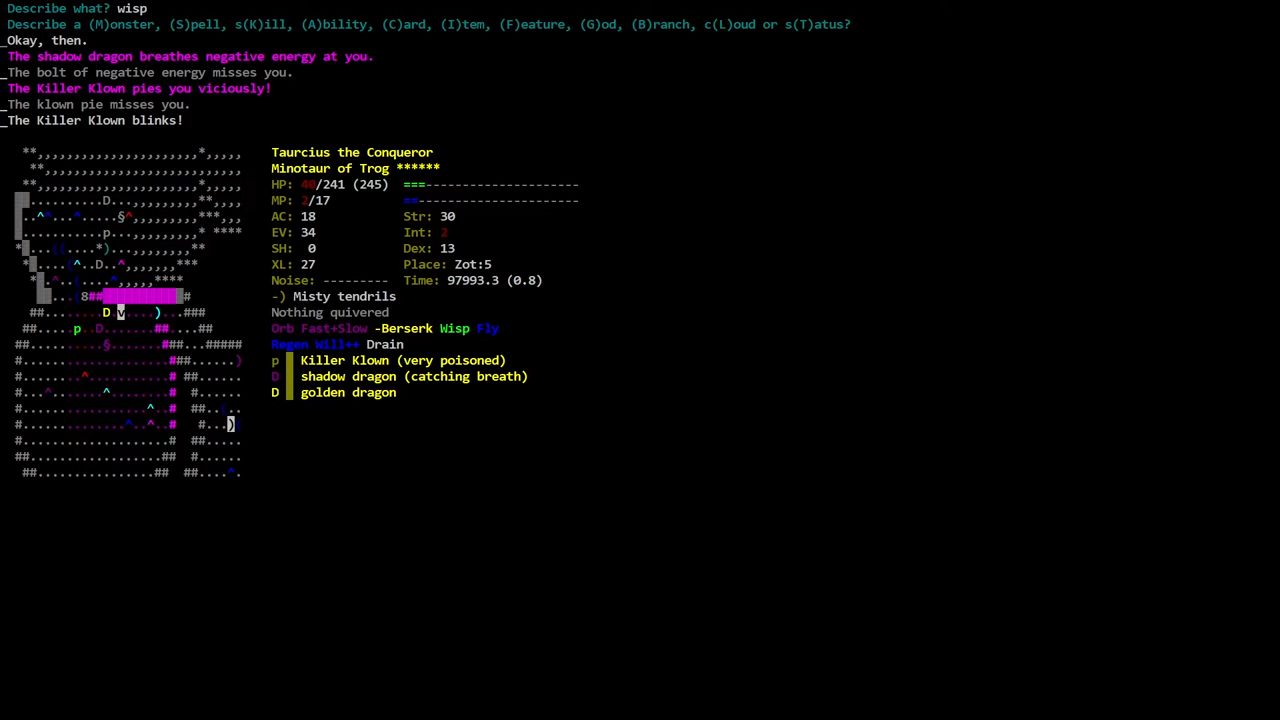 Describe what? wisp
Describe a (M)onster, (S)pell, s(K)ill, (A)bility, (C)ard, (I)tem, (F)eature, (G)od, (B)ranch, c(L)oud or s(T)atus?
_Okay, then.
The shadow dragon breathes negative energy at you.
_The bolt of negative energy misses you.
The Killer Klown pies you viciously!
_The klown pie misses you.
_The Killer Klown blinks!
Taurcius the Conqueror
Minotaur of Trog ******
HP: 40/241 (245) ===---------------------
MP: 2/17 ==----------------------
AC: 18 Str: 30
EV: 34 Int: 2
SH: 0 Dex: 13
XL: 27 Place: Zot:5
Noise: --------- Time: 97993.3 (0.8)
-) Misty tendrils
Nothing quivered
Orb Fast+Slow -Berserk Wisp Fly
Regen Will++ Drain
p Killer Klown (very poisoned)
D shadow dragon (catching breath)
D golden dragon